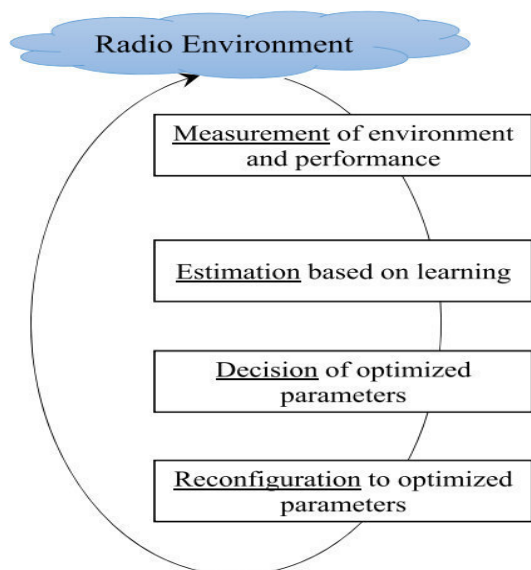 Radio Environment
Measurement of environment
and performance
Estimation based on learning
Decision of optimized
parameters
Reconfiguration to optimized
parameters